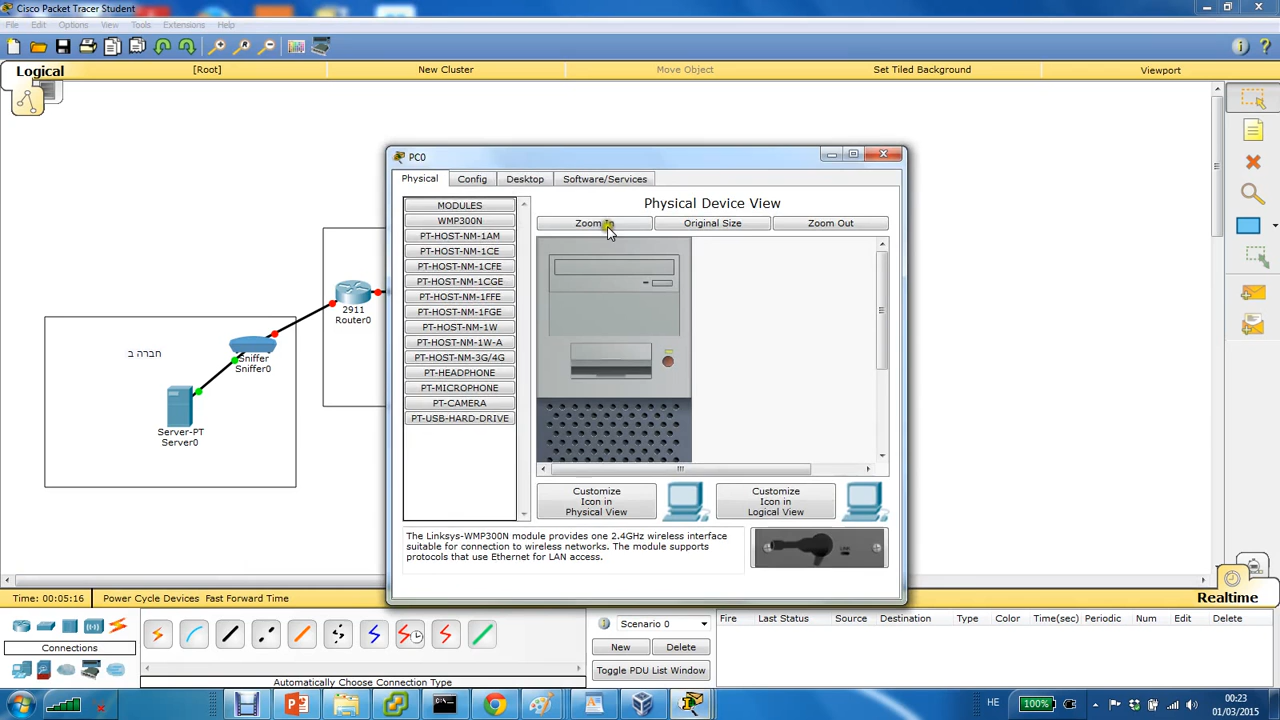 Cisco Packet Tracer Student
File Edit Options View Tools Extensions Help
Logical [Root] New Cluster Move Object Set Tiled Background Viewport
PC0
Physical Config Desktop Software/Services
MODULES
WMP300N
PT-HOST-NM-1AM
PT-HOST-NM-1CE
PT-HOST-NM-1CFE
PT-HOST-NM-1CGE
PT-HOST-NM-1FFE
PT-HOST-NM-1FGE
PT-HOST-NM-1W
PT-HOST-NM-1W-A
PT-HOST-NM-3G/4G
PT-HEADPHONE
PT-MICROPHONE
PT-CAMERA
PT-USB-HARD-DRIVE
Physical Device View
Zoom In Original Size Zoom Out
Customize
Icon in
Physical View
Customize
Icon in
Logical View
The Linksys-WMP300N module provides one 2.4GHz wireless interface
suitable for connection to wireless networks. The module supports
protocols that use Ethernet for LAN access.
2911
Router0
חברה ב
Sniffer
Sniffer0
Server-PT
Server0
Time: 00:05:16 Power Cycle Devices Fast Forward Time
Realtime
Connections
Automatically Choose Connection Type
Scenario 0
New Delete
Toggle PDU List Window
Fire Last Status Source Destination Type Color Time(sec) Periodic Num Edit Delete
HE 100% 00:23
01/03/2015